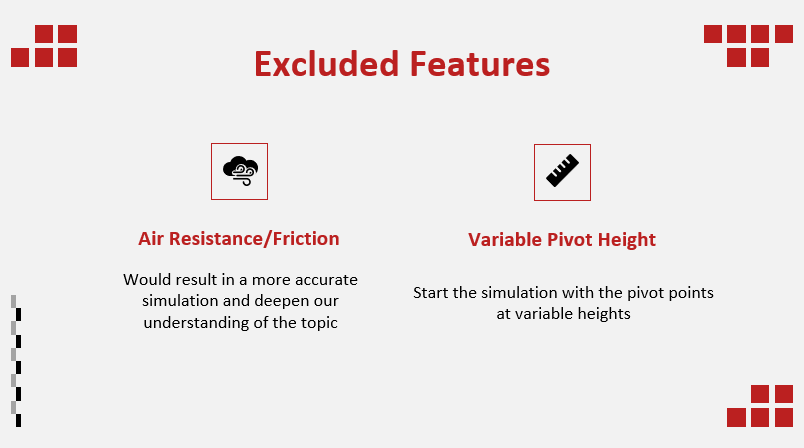 Excluded Features
Air Resistance/Friction
Would result in a more accurate
simulation and deepen our
understanding of the topic
Variable Pivot Height
Start the simulation with the pivot points
at variable heights